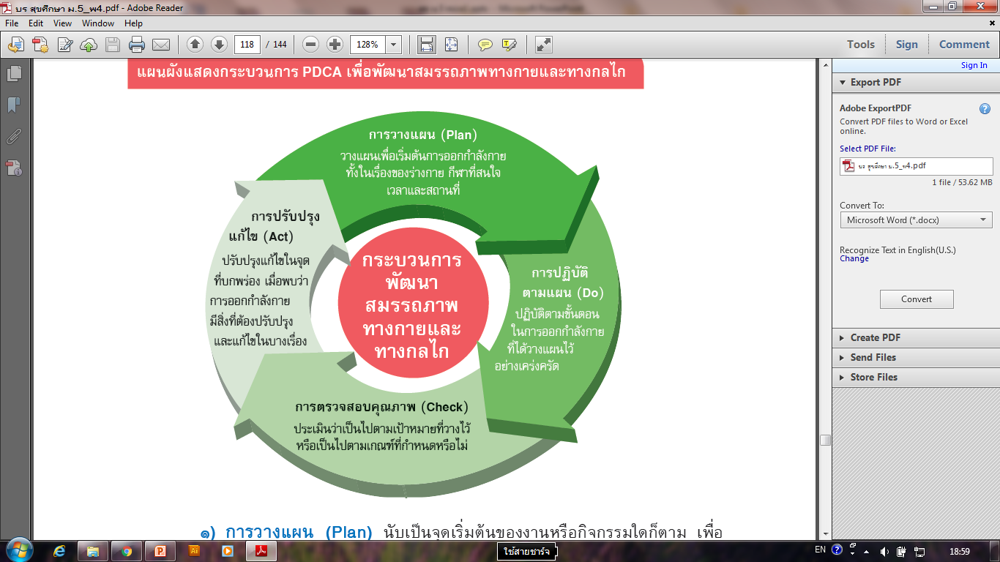 บร สุขศึกษา ม.5_พ4.pdf - Adobe Reader
File Edit View Window Help
118 / 144 128% Tools Sign Comment
Sign In
Export PDF
Adobe ExportPDF
Convert PDF files to Word or Excel
online.
Select PDF File:
บร สุขศึกษา ม.5_พ4.pdf
1 file / 53.62 MB
Convert To:
Microsoft Word (*.docx)
Recognize Text in English(U.S.)
Change
Convert
Create PDF
Send Files
Store Files
แผนผังแสดงกระบวนการ PDCA เพื่อพัฒนาสมรรถภาพทางกายและทางกลไก
การวางแผน (Plan)
วางแผนเพื่อเริ่มต้นการออกกำลังกาย
ทั้งในเรื่องของร่างกาย กีฬาที่สนใจ
เวลาและสถานที่
การปฏิบัติ
ตามแผน (Do)
ปฏิบัติตามขั้นตอน
ในการออกกำลังกาย
ที่ได้วางแผนไว้
อย่างเคร่งครัด
การตรวจสอบคุณภาพ (Check)
ประเมินว่าเป็นไปตามเป้าหมายที่วางไว้
หรือเป็นไปตามเกณฑ์ที่กำหนดหรือไม่
การปรับปรุง
แก้ไข (Act)
ปรับปรุงแก้ไขในจุด
ที่บกพร่อง เมื่อพบว่า
การออกกำลังกาย
มีสิ่งที่ต้องปรับปรุง
และแก้ไขในบางเรื่อง
กระบวนการ
พัฒนา
สมรรถภาพ
ทางกายและ
ทางกลไก
๑) การวางแผน (Plan) นับเป็นจุดเริ่มต้นของงานหรือกิจกรรมใดก็ตาม เพื่อ
ใช้สายชาร์จ
EN 18:59